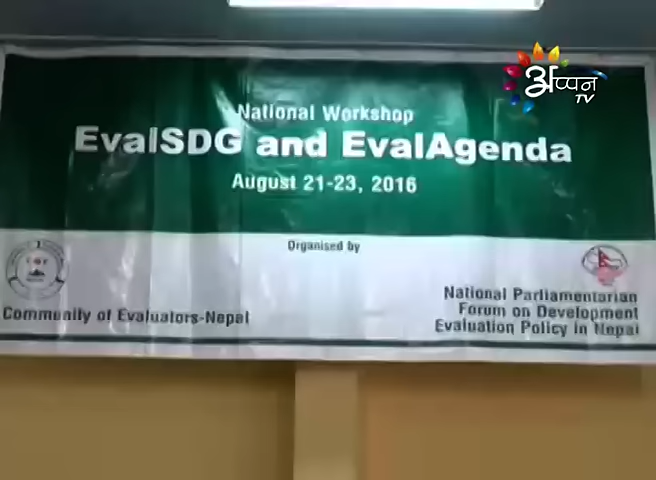 अप्पन
TV
National Workshop
EvalSDG and EvalAgenda
August 21-23, 2016
Organised by
Community of Evaluators-Nepal
National Parliamentarian
Forum on Development
Evaluation Policy in Nepal